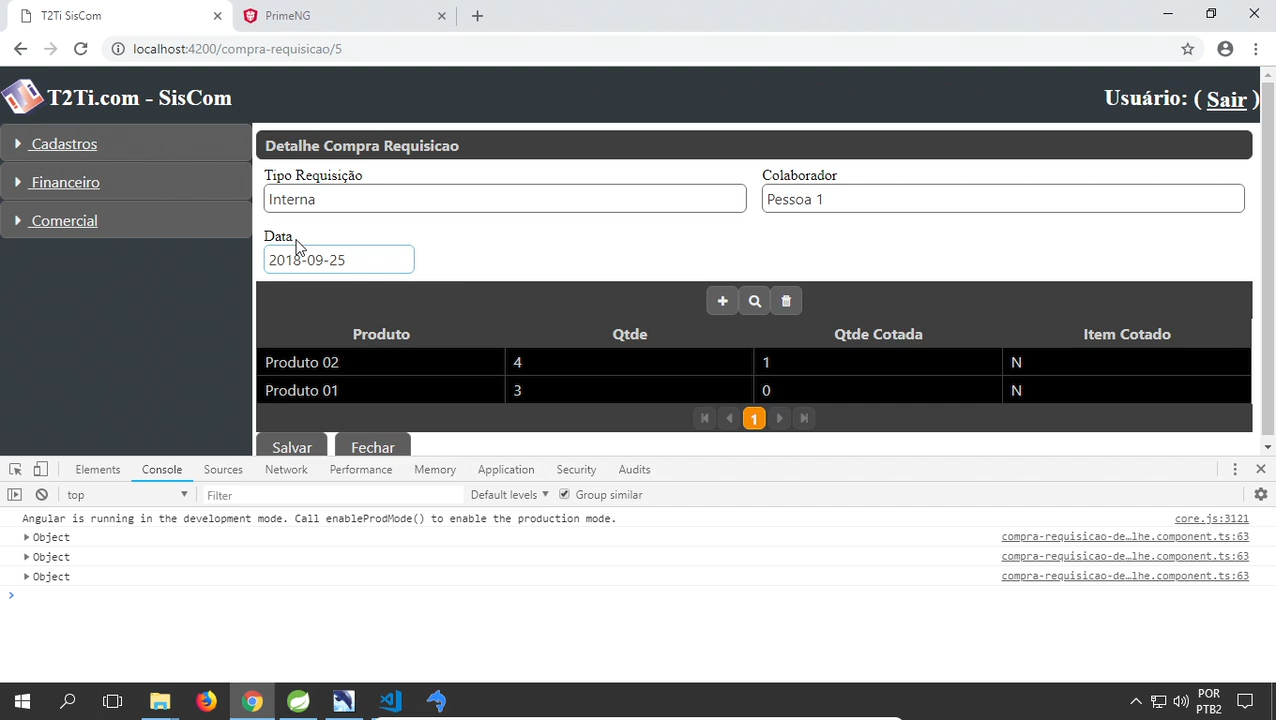 T2Ti SisCom
PrimeNG
localhost:4200/compra-requisicao/5
T2Ti.com - SisCom
Usuário: ( Sair )
Cadastros
Financeiro
Comercial
Detalhe Compra Requisicao
Tipo Requisição
Colaborador
Interna
Pessoa 1
Data
2018-09-25
Produto Qtde Qtde Cotada Item Cotado
Produto 02 4 1 N
Produto 01 3 0 N
1
Salvar Fechar
Elements Console Sources Network Performance Memory Application Security Audits
top Filter Default levels Group similar
Angular is running in the development mode. Call enableProdMode() to enable the production mode. core.js:3121
Object compra-requisicao-de…lhe.component.ts:63
Object compra-requisicao-de…lhe.component.ts:63
Object compra-requisicao-de…lhe.component.ts:63
POR
PTB2